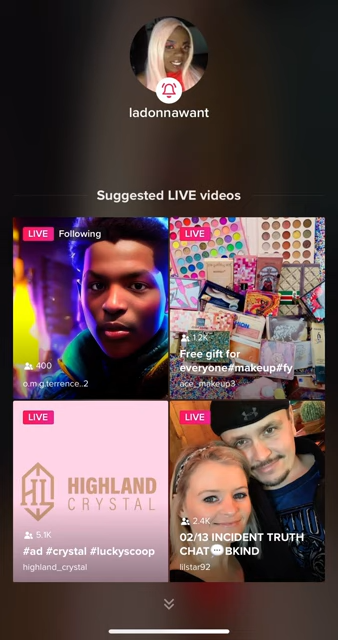 ladonnawant
Suggested LIVE videos
LIVE Following
400
o.m.g.terrence..2
LIVE
1.2K
Free gift for
everyone#makeup#fy
ace_makeup3
LIVE
HL HIGHLAND
CRYSTAL
5.1K
#ad #crystal #luckyscoop
highland_crystal
LIVE
2.4K
02/13 INCIDENT TRUTH
CHAT💬BKIND
lilstar92